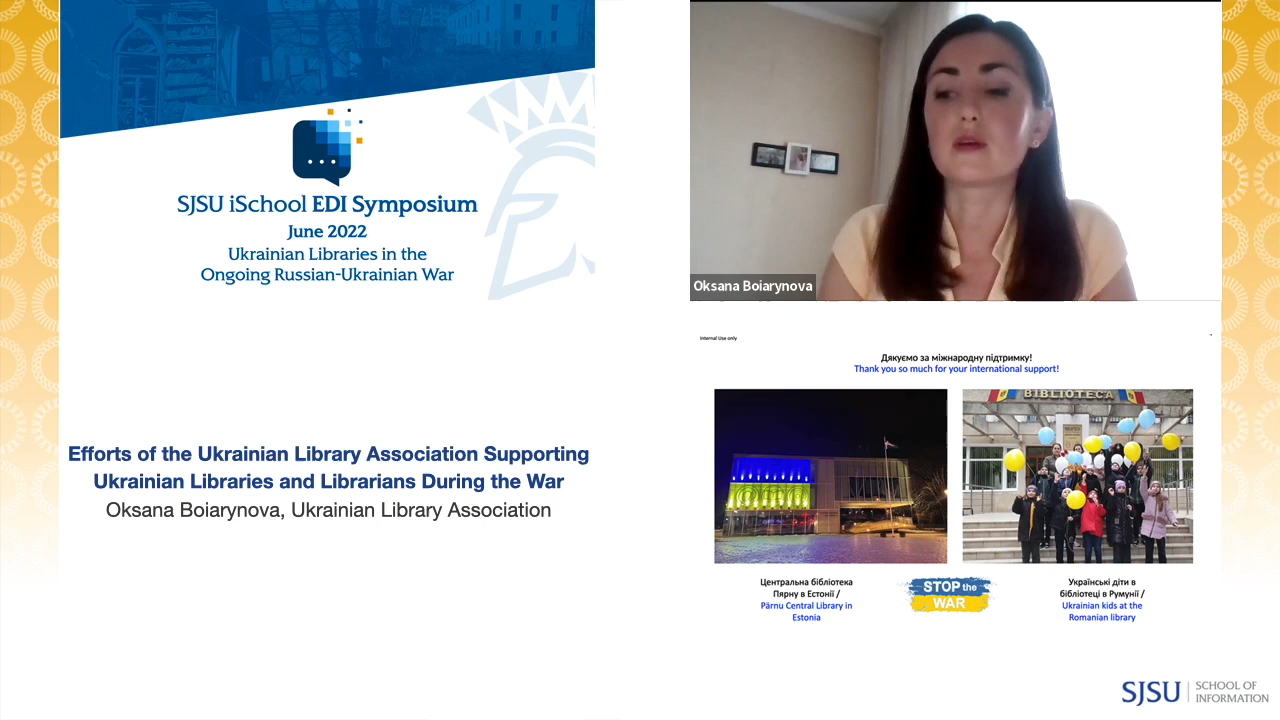 SJSU iSchool EDI Symposium
June 2022
Ukrainian Libraries in the
Ongoing Russian-Ukrainian War
Efforts of the Ukrainian Library Association Supporting
Ukrainian Libraries and Librarians During the War
Oksana Boiarynova, Ukrainian Library Association
Oksana Boiarynova
Internal Use only
Дякуємо за міжнародну підтримку!
Thank you so much for your international support!
BIBLIOTECA
Центральна бібліотека
Пярну в Естонії /
Pärnu Central Library in
Estonia
STOP the
WAR
Українські діти в
бібліотеці в Румунії /
Ukrainian kids at the
Romanian library
SJSU | SCHOOL OF
INFORMATION